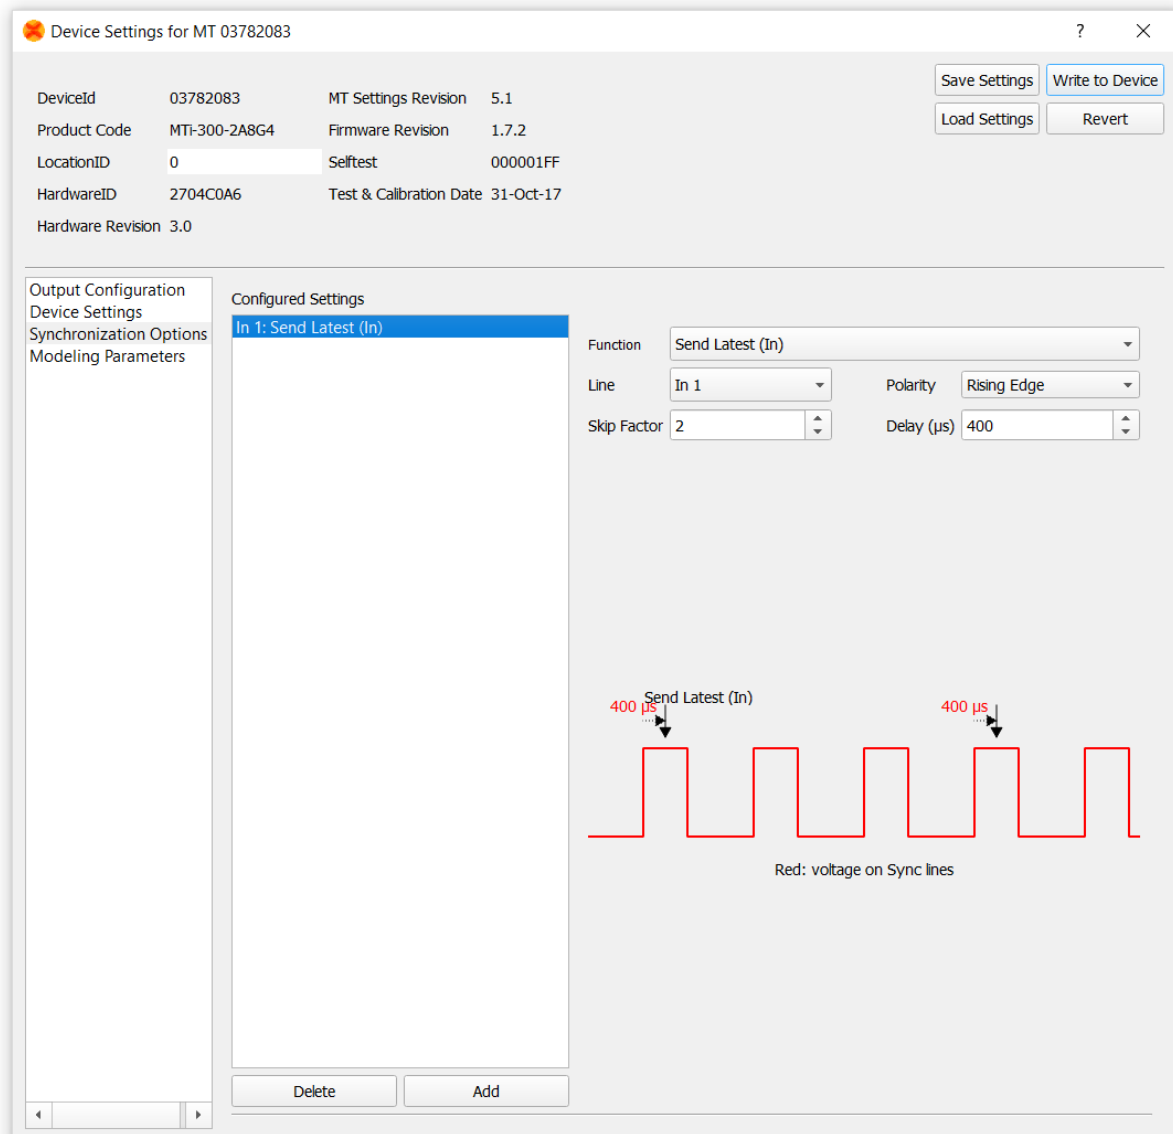 Device Settings for MT 03782083
?
Save Settings Write to Device
DeviceId 03782083 MT Settings Revision 5.1
Load Settings Revert
Product Code MTi-300-2A8G4 Firmware Revision 1.7.2
LocationID 0 Selftest 000001FF
HardwareID 2704C0A6 Test & Calibration Date 31-Oct-17
Hardware Revision 3.0
Output Configuration
Device Settings
Synchronization Options
Modeling Parameters
Configured Settings
In 1: Send Latest (In)
Function Send Latest (In)
Line In 1 Polarity Rising Edge
Skip Factor 2 Delay (µs) 400
Send Latest (In)
400 µs 400 µs
Red: voltage on Sync lines
Delete Add